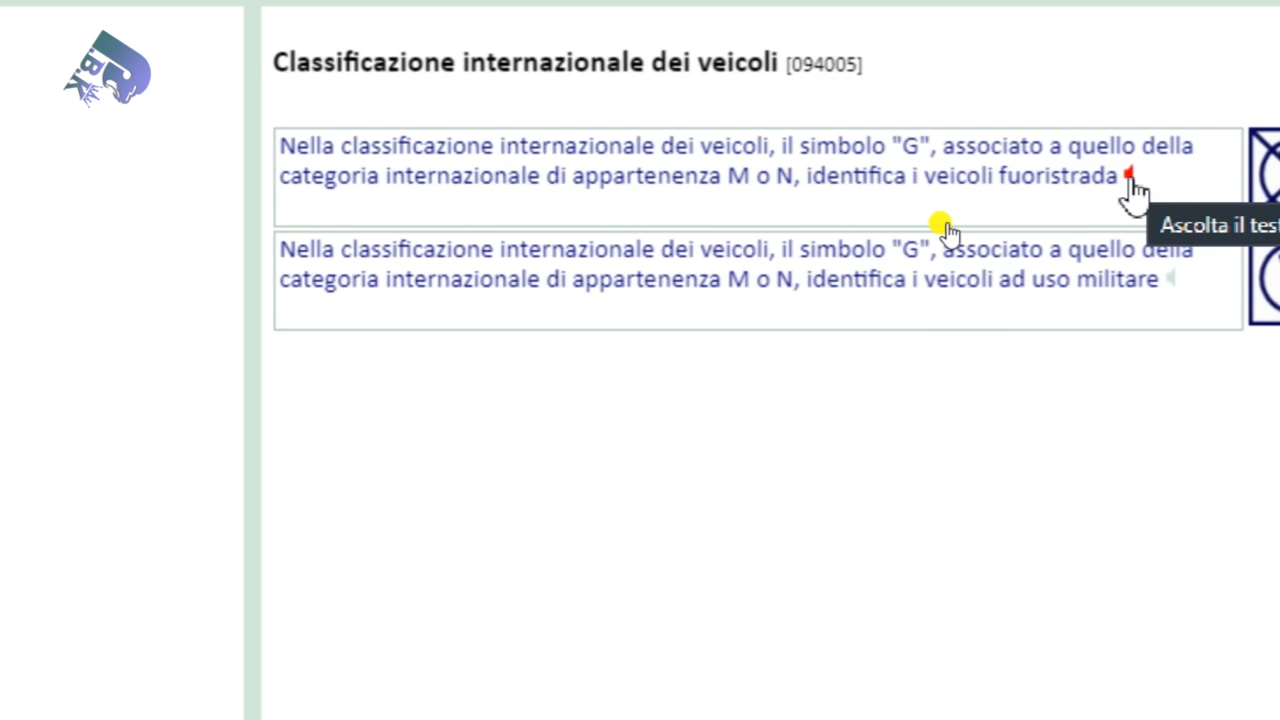 Classificazione internazionale dei veicoli [094005]
Nella classificazione internazionale dei veicoli, il simbolo "G", associato a quello della
categoria internazionale di appartenenza M o N, identifica i veicoli fuoristrada
Ascolta il
Nella classificazione internazionale dei veicoli, il simbolo "G", associato a quello della
categoria internazionale di appartenenza M o N, identifica i veicoli ad uso militare